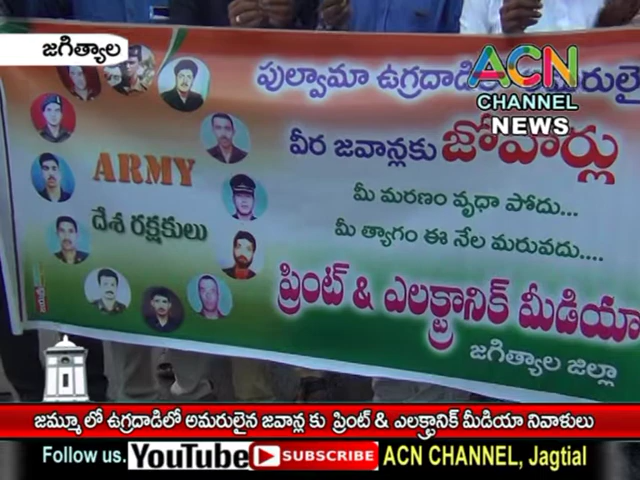 జగిత్యాల
ACN
CHANNEL
NEWS
పుల్వామా ఉగ్రదాడిలో అమరులై
వీర జవాన్లకు జోహార్లు
ARMY
దేశ రక్షకులు
మీ మరణం వృధా పోదు...
మీ త్యాగం ఈ నేల మరువదు....
ప్రింట్ & ఎలక్ట్రానిక్ మీడియా
జగిత్యాల జిల్లా
జమ్మూ లో ఉగ్రదాడిలో అమరులైన జవాన్ల కు ప్రింట్ & ఎలక్ట్రానిక్ మీడియా నివాళులు
Follow us. YouTube SUBSCRIBE ACN CHANNEL, Jagtial